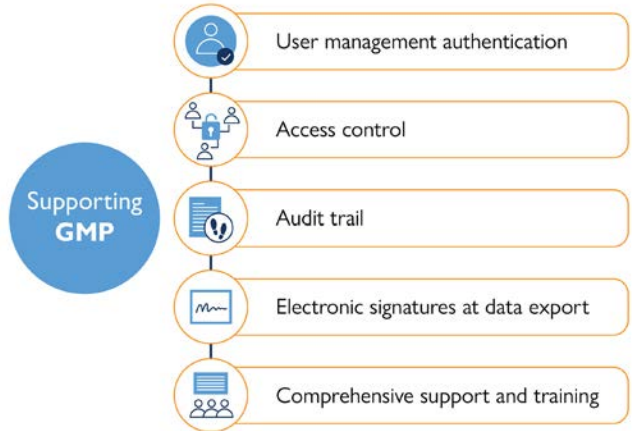 User management authentication
Access control
Supporting
GMP
Audit trail
Electronic signatures at data export
Comprehensive support and training